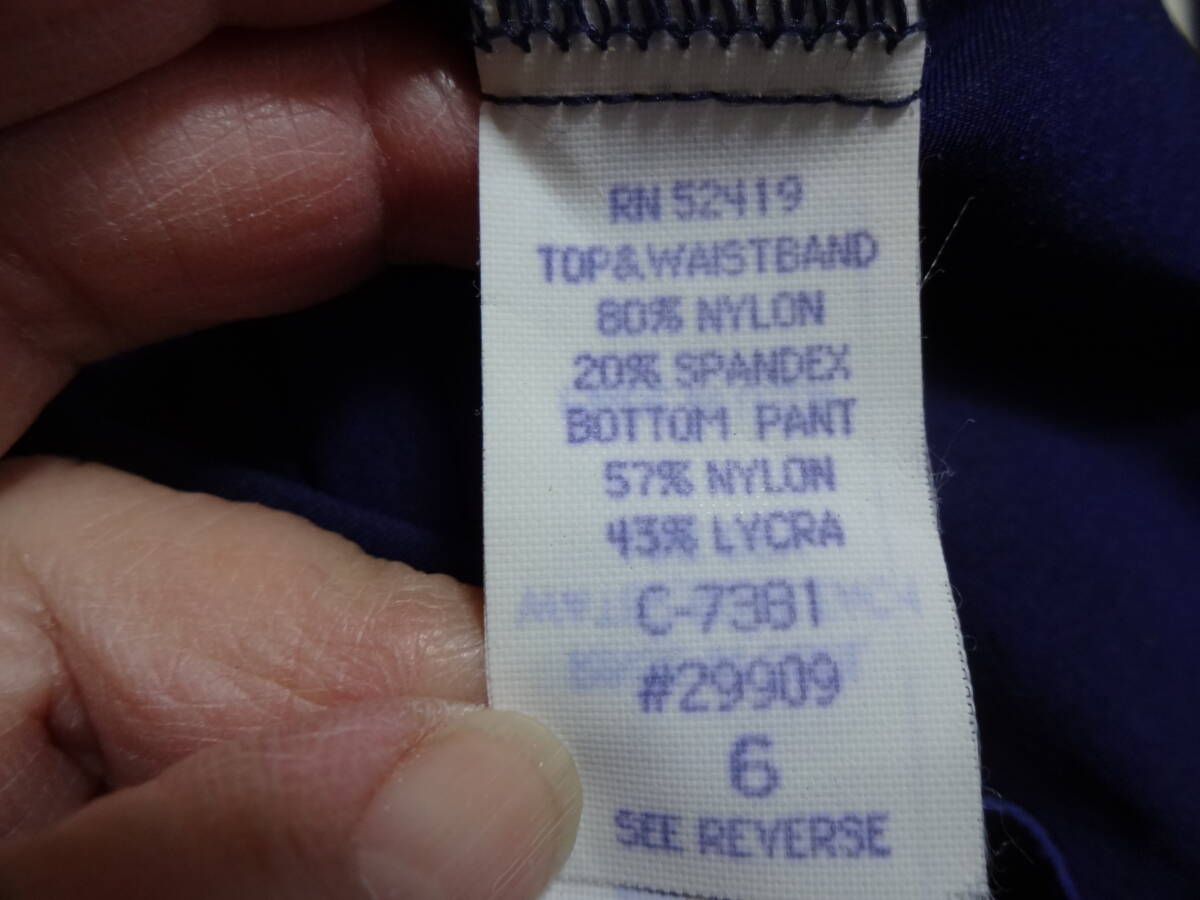 RN 52419
TOP&WAISTBAND
80% NYLON
20% SPANDEX
BOTTOM PANT
57% NYLON
43% LYCRA
C-7381
#29909
6
SEE REVERSE